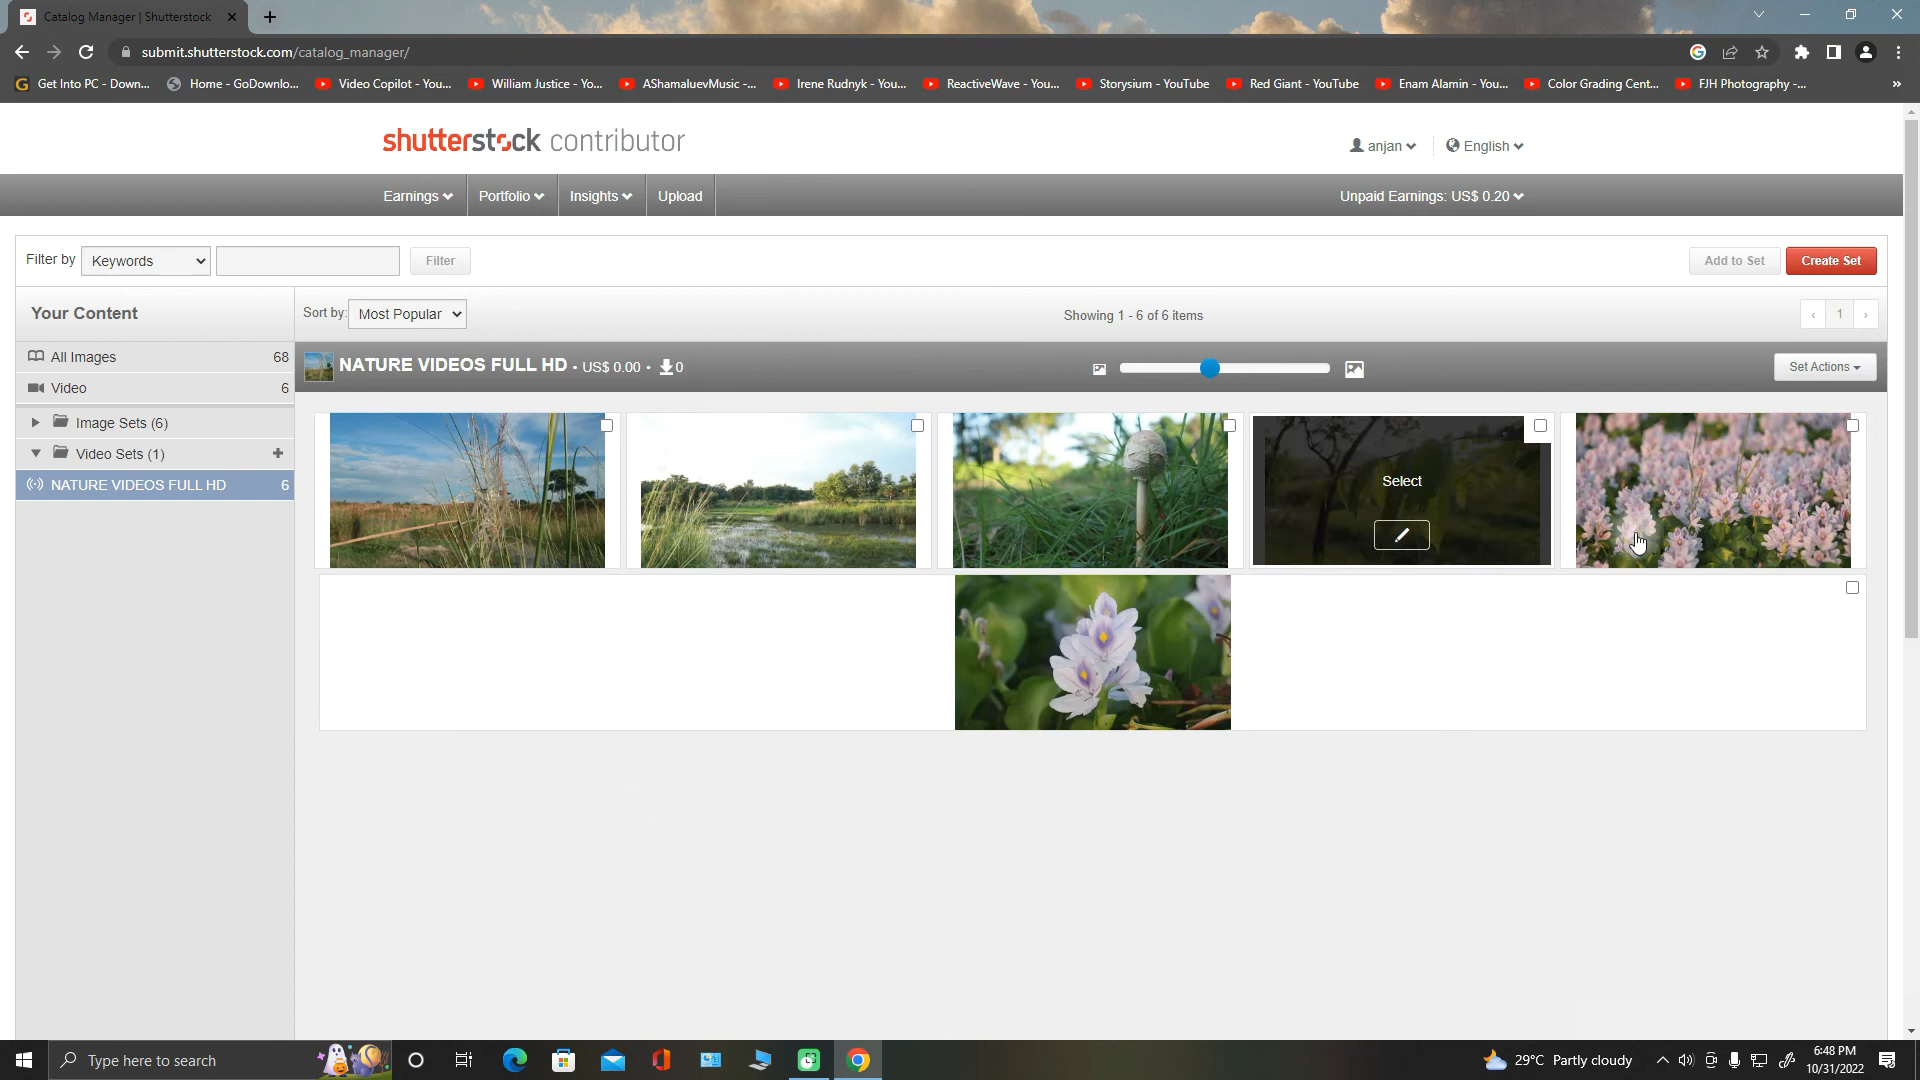 Catalog Manager | Shutterstock
submit.shutterstock.com/catalog_manager/
Get Into PC - Down... Home - GoDownlo... Video Copilot - You... William Justice - Yo... AShamaluevMusic -... Irene Rudnyk - You... ReactiveWave - You... Storysium - YouTube Red Giant - YouTube Enam Alamin - You... Color Grading Cent... FJH Photography -... »
shutterstock contributor
anjan English
Earnings Portfolio Insights Upload Unpaid Earnings: US$ 0.20
Filter by Keywords Filter Add to Set Create Set
Your Content
Sort by: Most Popular Showing 1 - 6 of 6 items ‹ 1 ›
All Images 68
NATURE VIDEOS FULL HD • US$ 0.00 • 0 Set Actions
Video 6
Image Sets (6)
Video Sets (1) +
NATURE VIDEOS FULL HD 6
Select
Type here to search
29°C Partly cloudy
6:48 PM
10/31/2022